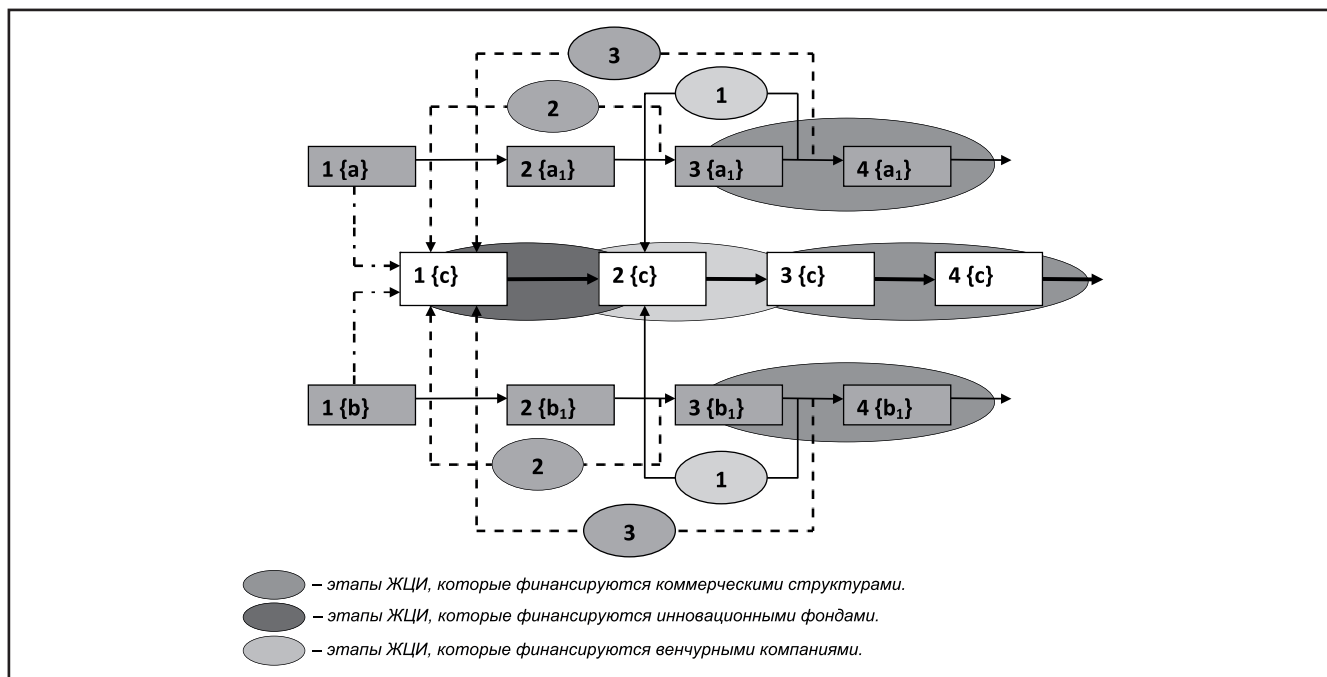 3
2
1
1 {a}
2 {a₁}
3 {a₁}
4 {a₁}
1 {c}
2 {c}
3 {c}
4 {c}
1 {b}
2 {b₁}
3 {b₁}
4 {b₁}
2
1
3
– этапы ЖЦИ, которые финансируются коммерческими структурами.
– этапы ЖЦИ, которые финансируются инновационными фондами.
– этапы ЖЦИ, которые финансируются венчурными компаниями.